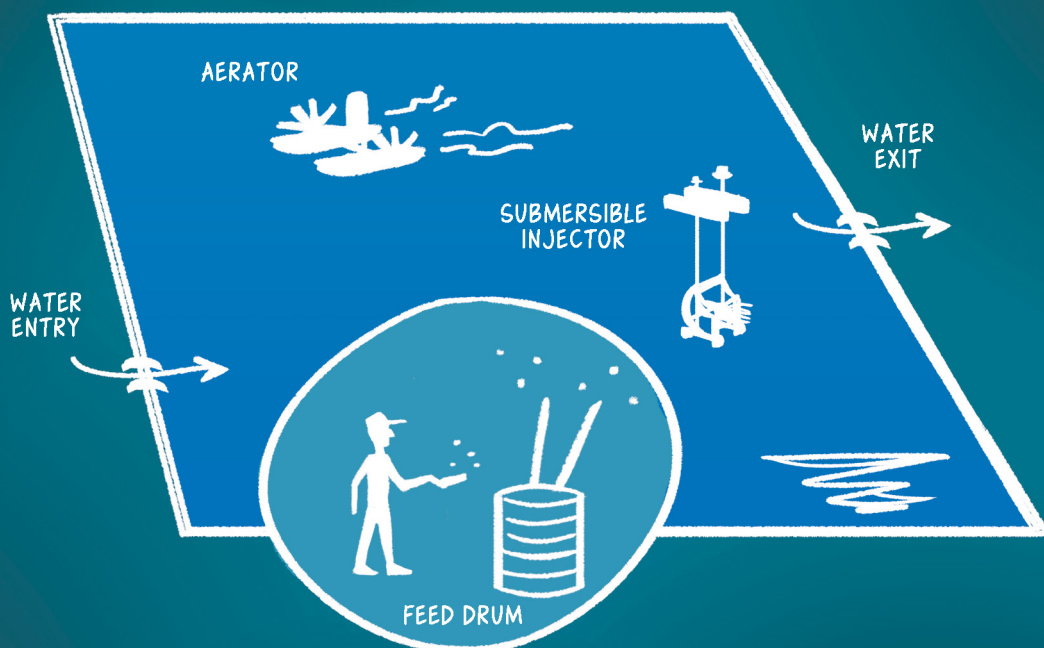 AERATOR
WATER
EXIT
SUBMERSIBLE
INJECTOR
WATER
ENTRY
FEED DRUM